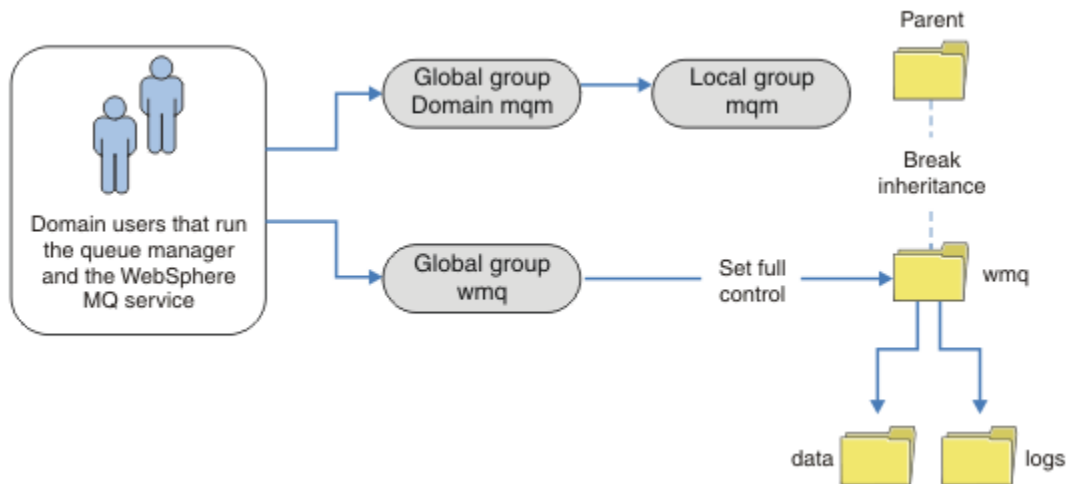 Parent
Global group
Domain mqm
Local group
mqm
Break
inheritance
Domain users that run
the queue manager
and the WebSphere
MQ service
Global group
wmq
Set full
control
wmq
data
logs